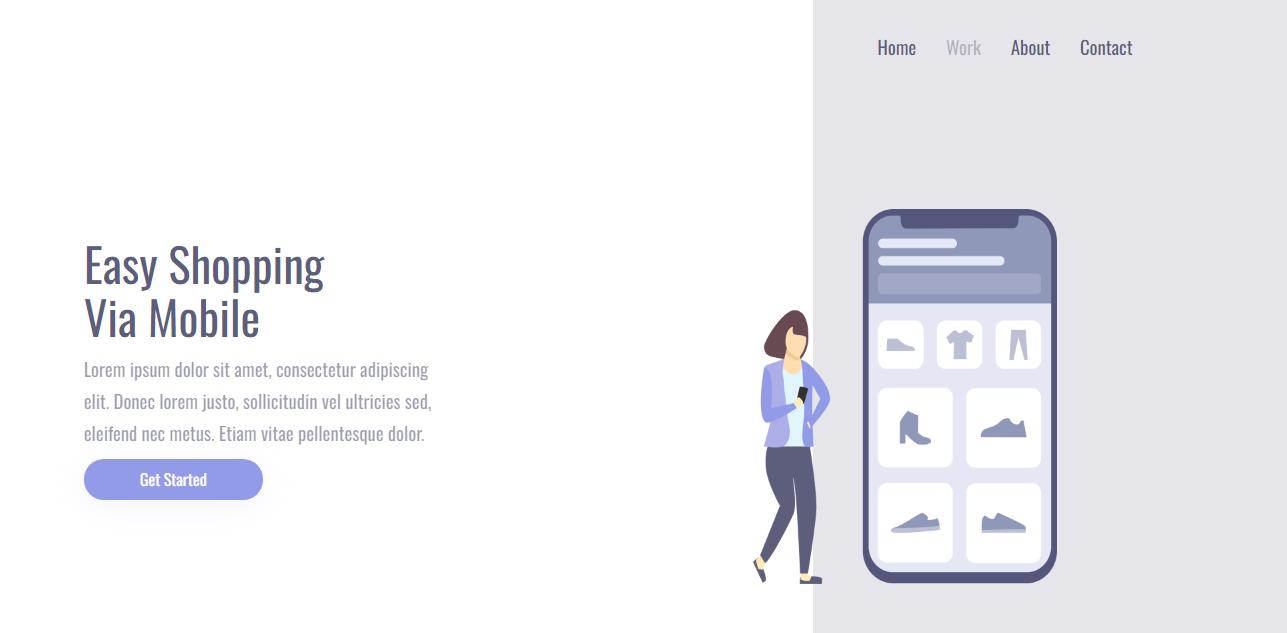 Home Work About Contact
Easy Shopping
Via Mobile
Lorem ipsum dolor sit amet, consectetur adipiscing
elit. Donec lorem justo, sollicitudin vel ultricies sed,
eleifend nec metus. Etiam vitae pellentesque dolor.
Get Started